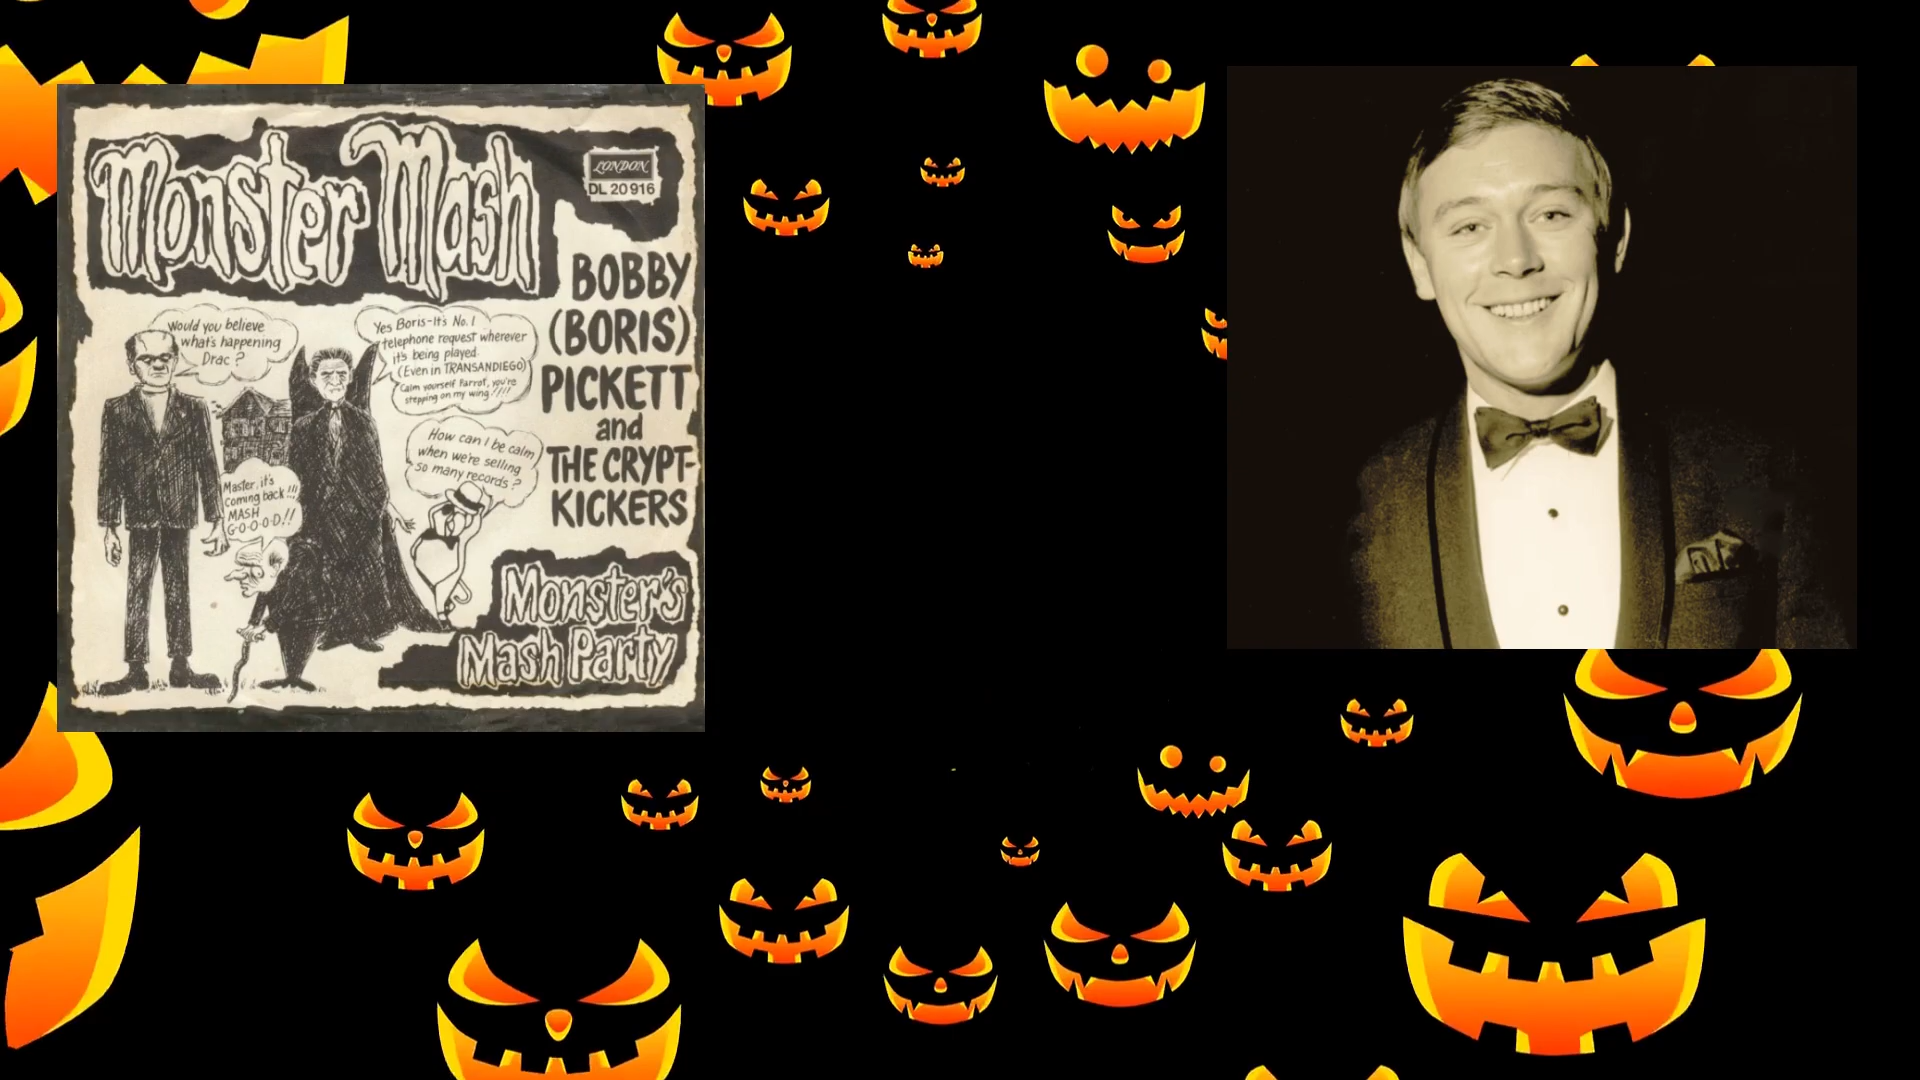 Monster Mash
LONDON
DL 20 916
BOBBY
(BORIS)
PICKETT
and
THE CRYPT-
KICKERS
Would you believe
what's happening
Drac?
Yes Boris-It's No. 1
telephone request wherever
it's being played.
(Even in TRANSANDIEGO)
Calm yourself Parrot, you're
stepping on my wing!!!!
How can I be calm
when we're selling
so many records?
Master, it's
coming back!!!
MASH
G-O-O-O-D!!
Monster's
Mash Party